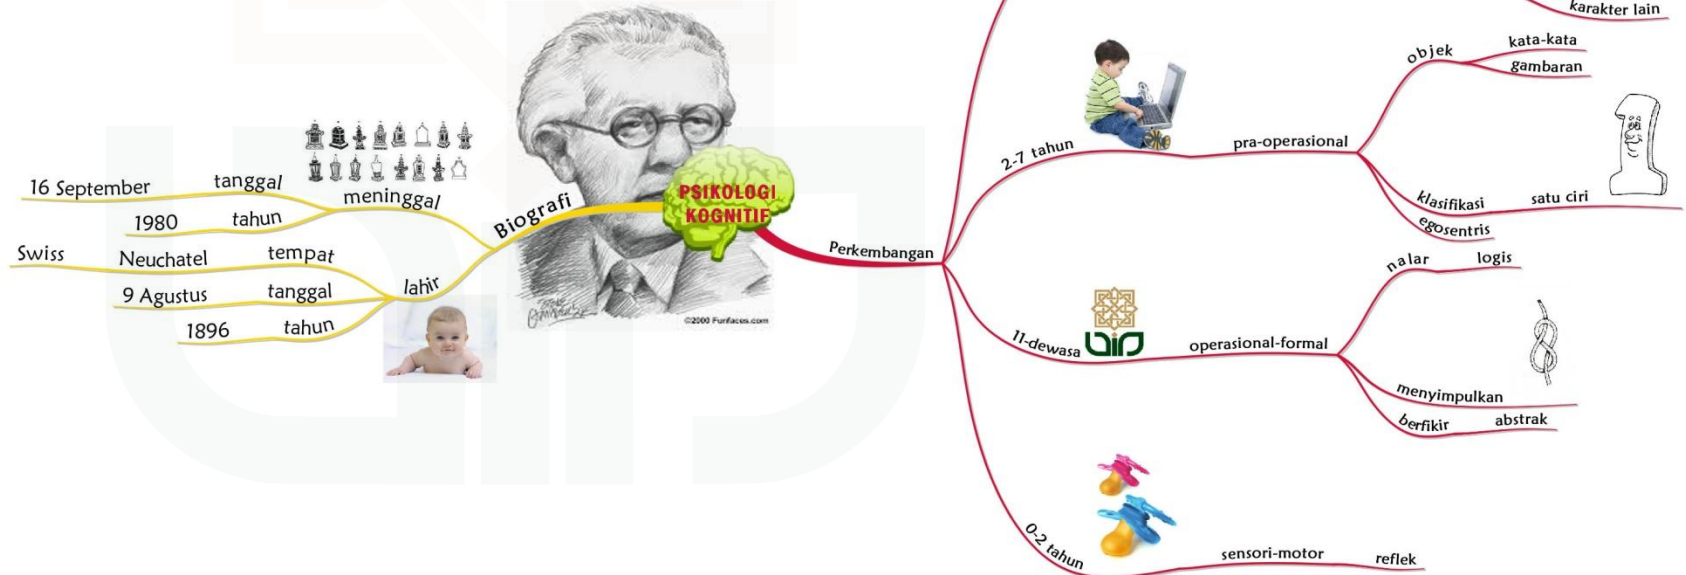 PSIKOLOGI
KOGNITIF
Biografi
meninggal
tanggal
16 September
tahun
1980
lahir
tempat
Neuchatel
Swiss
tanggal
9 Agustus
tahun
1896
©2000 Funfaces.com
Perkembangan
karakter lain
2-7 tahun
pra-operasional
objek
kata-kata
gambaran
klasifikasi
satu ciri
egosentris
11-dewasa
operasional-formal
nalar
logis
menyimpulkan
berfikir
abstrak
0-2 tahun
sensori-motor
reflek